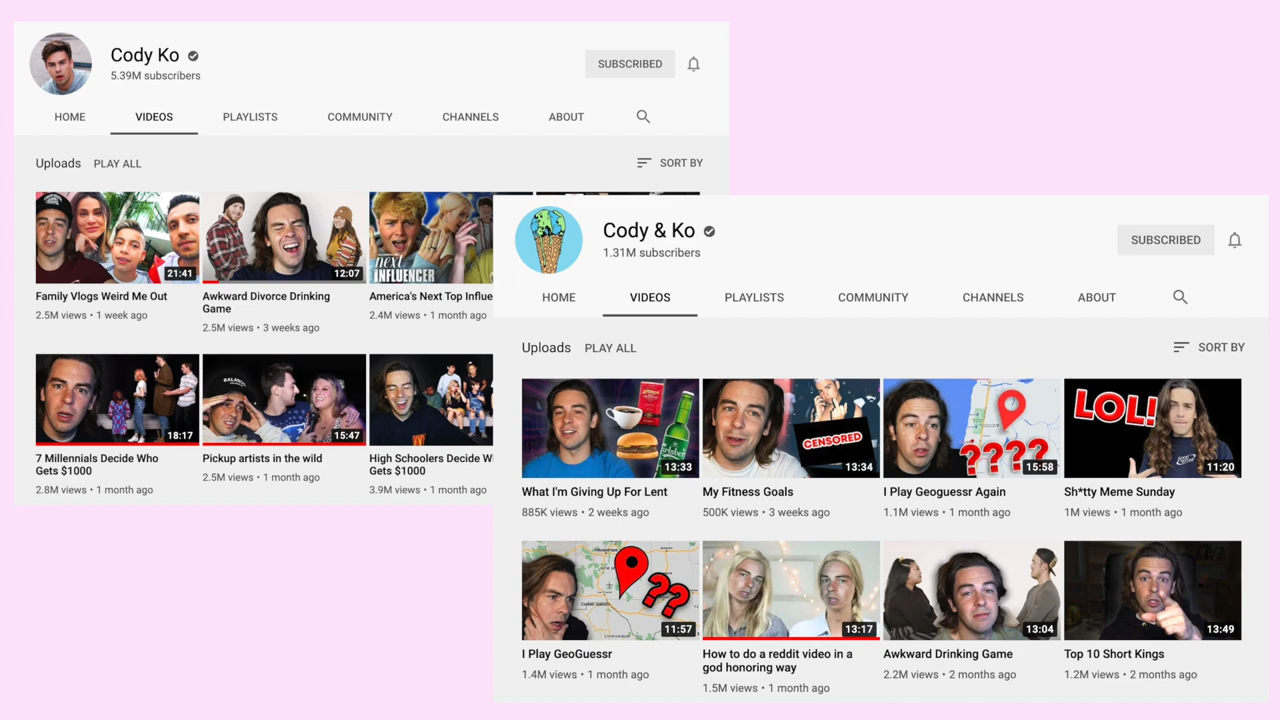 Cody Ko
5.39M subscribers
SUBSCRIBED
HOME VIDEOS PLAYLISTS COMMUNITY CHANNELS ABOUT
Uploads PLAY ALL
SORT BY
21:41
12:07
next
INFLUENCER
Family Vlogs Weird Me Out
2.5M views • 1 week ago
Awkward Divorce Drinking
Game
2.5M views • 3 weeks ago
America's Next Top Influe
2.4M views • 1 month ago
18:17
BALANC
15:47
7 Millennials Decide Who
Gets $1000
2.8M views • 1 month ago
Pickup artists in the wild
2.5M views • 1 month ago
High Schoolers Decide W
Gets $1000
3.9M views • 1 month ago
Cody & Ko
1.31M subscribers
SUBSCRIBED
HOME VIDEOS PLAYLISTS COMMUNITY CHANNELS ABOUT
Uploads PLAY ALL
SORT BY
13:33
CENSORED
13:34
????
15:58
LOL!
11:20
What I'm Giving Up For Lent
885K views • 2 weeks ago
My Fitness Goals
500K views • 3 weeks ago
I Play Geoguessr Again
1.1M views • 1 month ago
Sh*tty Meme Sunday
1M views • 1 month ago
Albuquerque
??
11:57
13:17
13:04
13:49
I Play GeoGuessr
1.4M views • 1 month ago
How to do a reddit video in a
god honoring way
1.5M views • 1 month ago
Awkward Drinking Game
2.2M views • 2 months ago
Top 10 Short Kings
1.2M views • 2 months ago